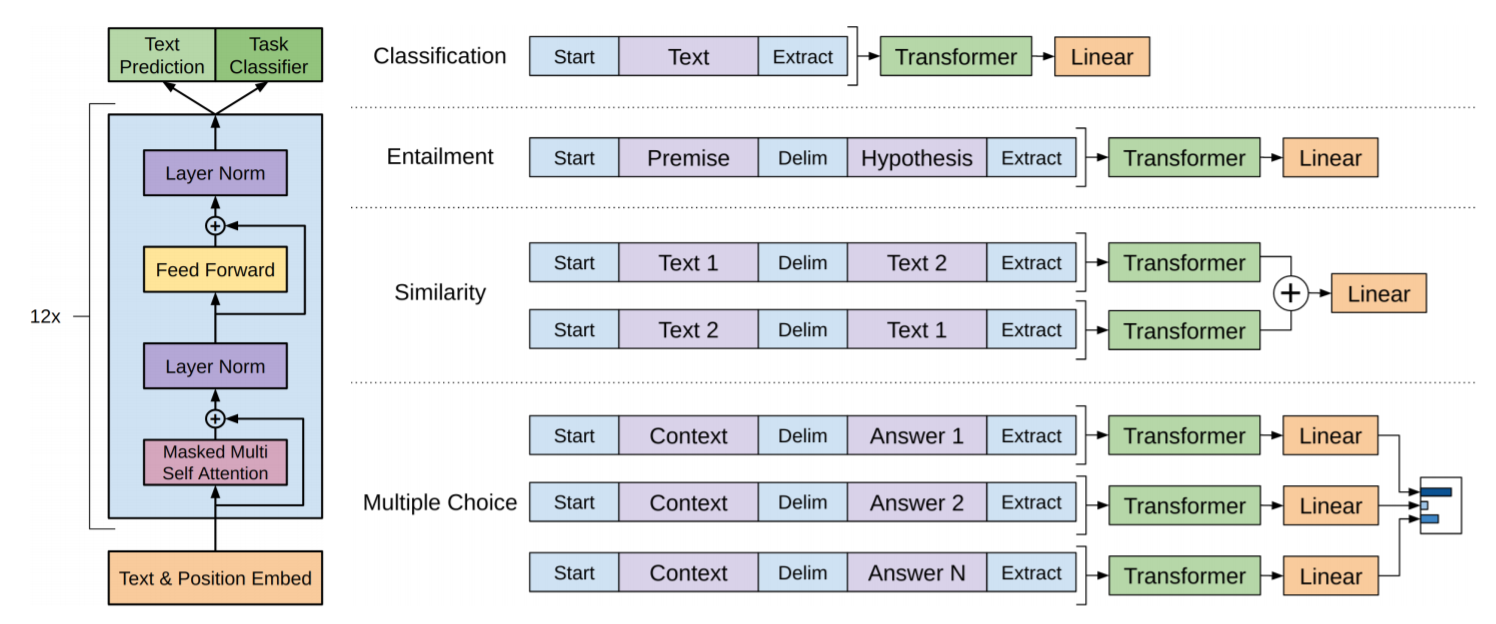 Text
Prediction
Task
Classifier
Layer Norm
Feed Forward
12x
Layer Norm
Masked Multi
Self Attention
Text & Position Embed
Classification
Start Text Extract Transformer Linear
Entailment
Start Premise Delim Hypothesis Extract Transformer Linear
Similarity
Start Text 1 Delim Text 2 Extract Transformer
Start Text 2 Delim Text 1 Extract Transformer
Linear
Multiple Choice
Start Context Delim Answer 1 Extract Transformer Linear
Start Context Delim Answer 2 Extract Transformer Linear
Start Context Delim Answer N Extract Transformer Linear